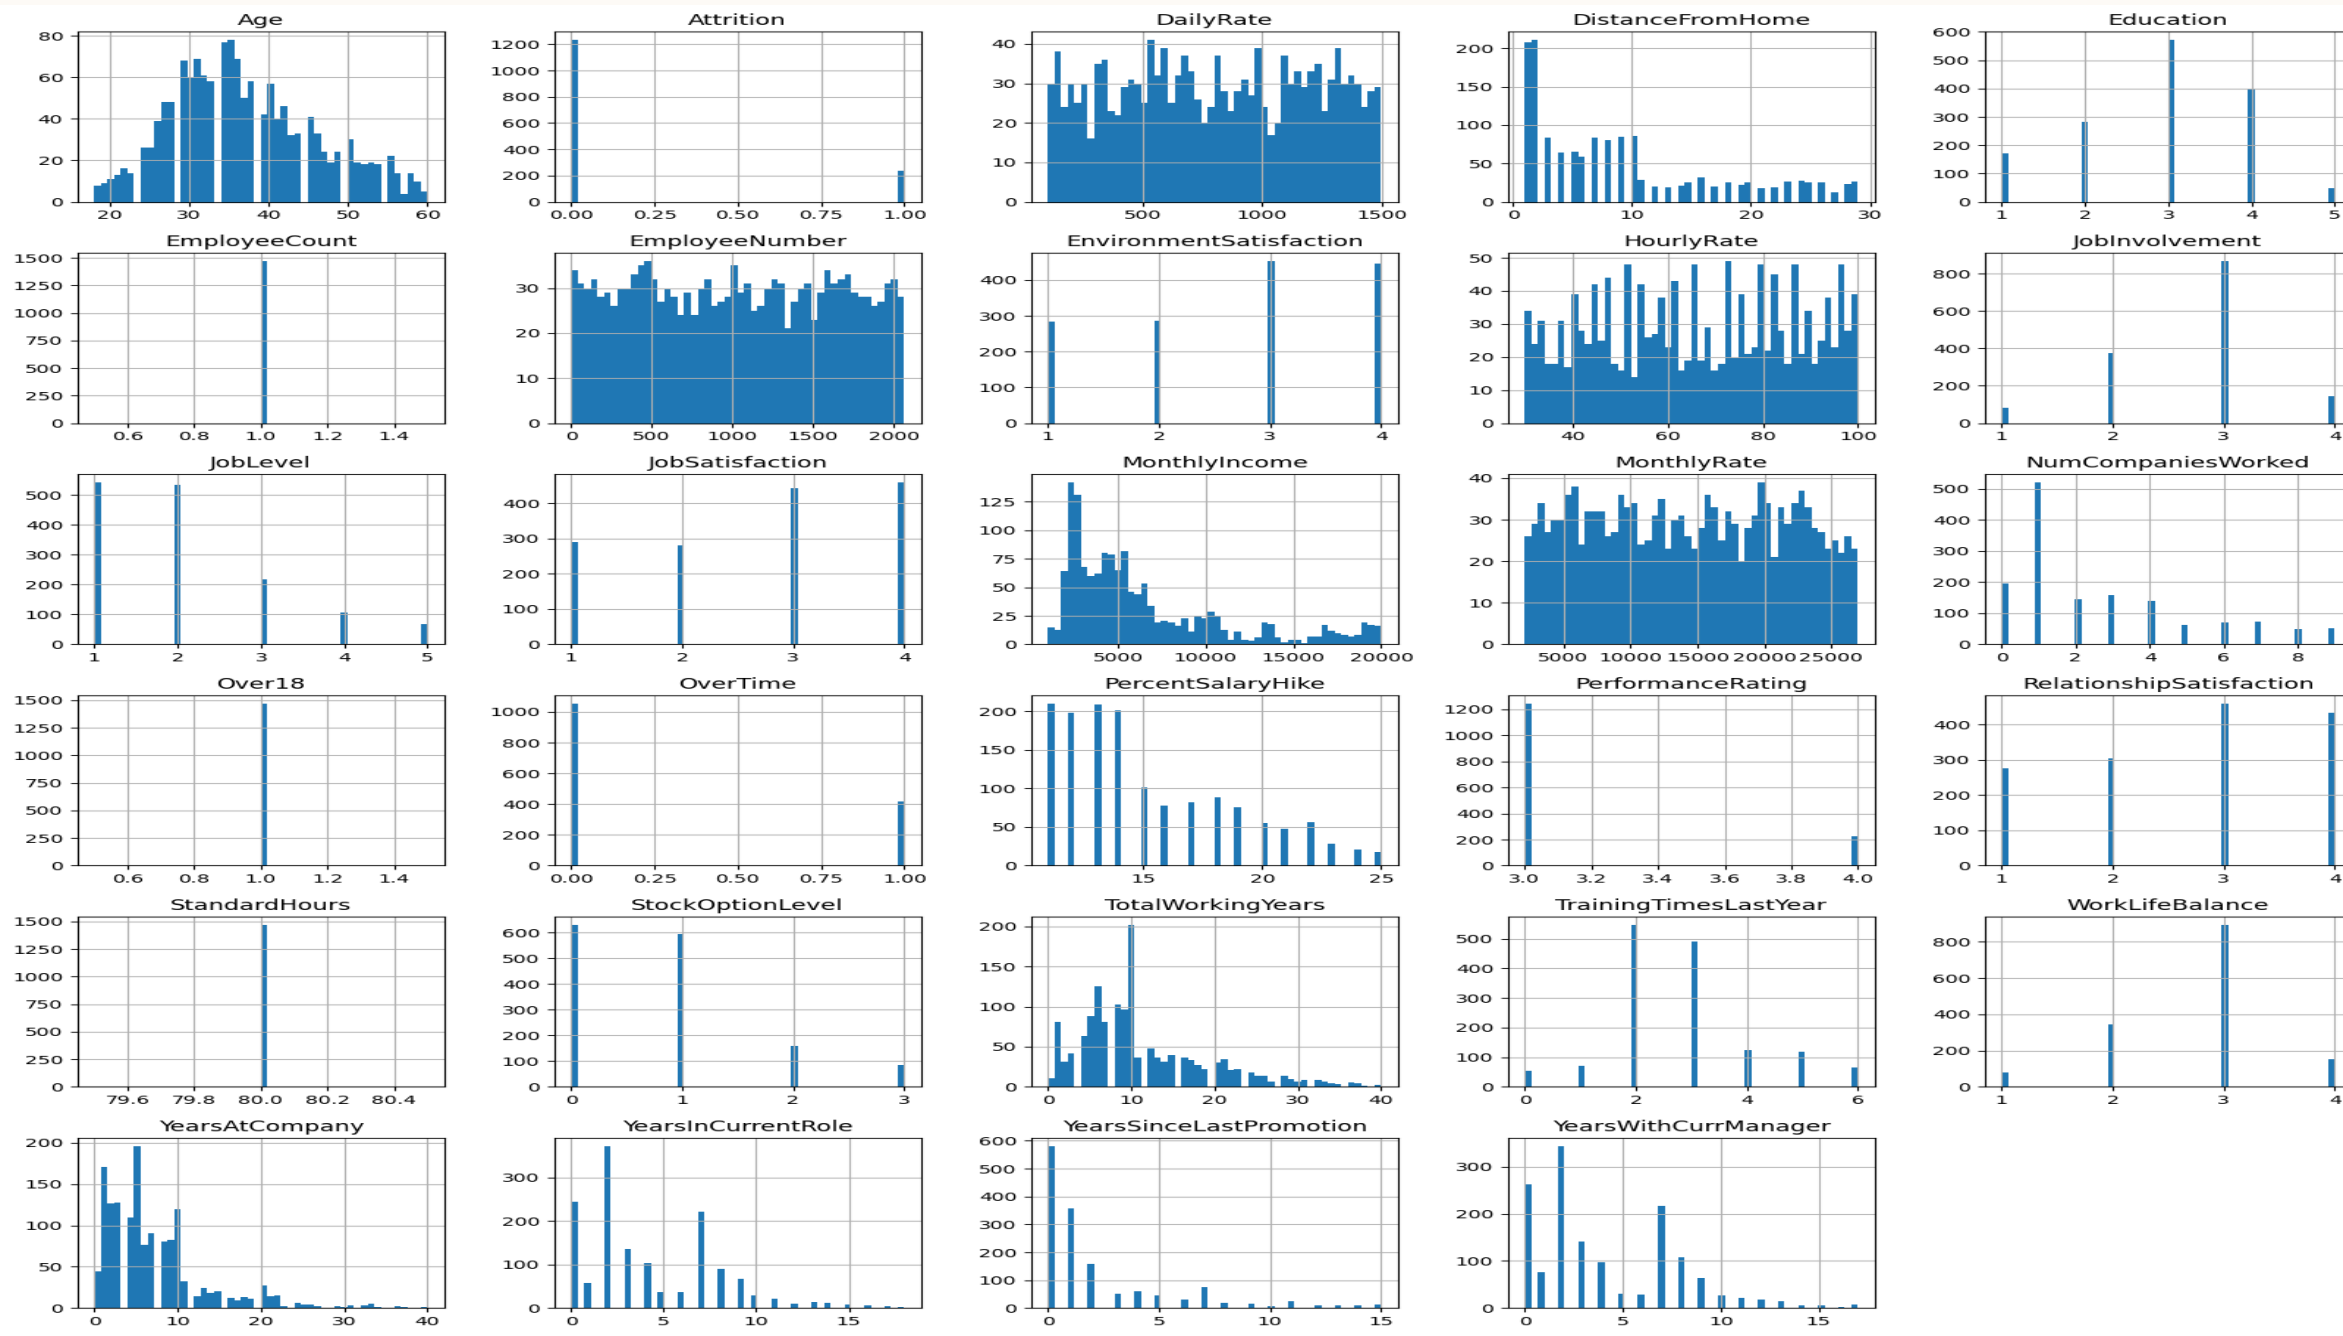 Age Attrition DailyRate DistanceFromHome Education
80 60 40 20 0 1200 1000 800 600 400 200 0 40 30 20 10 0 200 150 100 50 0 600 500 400 300 200 100 0
20 30 40 50 60 0.00 0.25 0.50 0.75 1.00 500 1000 1500 0 10 20 30 1 2 3 4 5
EmployeeCount EmployeeNumber EnvironmentSatisfaction HourlyRate JobInvolvement
1500 1250 1000 750 500 250 0 30 20 10 0 400 300 200 100 0 50 40 30 20 10 0 800 600 400 200 0
0.6 0.8 1.0 1.2 1.4 0 500 1000 1500 2000 1 2 3 4 40 60 80 100 1 2 3 4
JobLevel JobSatisfaction MonthlyIncome MonthlyRate NumCompaniesWorked
500 400 300 200 100 0 400 300 200 100 0 125 100 75 50 25 0 40 30 20 10 0 500 400 300 200 100 0
1 2 3 4 5 1 2 3 4 5000 10000 15000 20000 5000 10000 15000 20000 25000 0 2 4 6 8
Over18 OverTime PercentSalaryHike PerformanceRating RelationshipSatisfaction
1500 1250 1000 750 500 250 0 1000 800 600 400 200 0 200 150 100 50 0 1200 1000 800 600 400 200 0 400 300 200 100 0
0.6 0.8 1.0 1.2 1.4 0.00 0.25 0.50 0.75 1.00 15 20 25 3.0 3.2 3.4 3.6 3.8 4.0 1 2 3 4
StandardHours StockOptionLevel TotalWorkingYears TrainingTimesLastYear WorkLifeBalance
1500 1250 1000 750 500 250 0 600 500 400 300 200 100 0 200 150 100 50 0 500 400 300 200 100 0 800 600 400 200 0
79.6 79.8 80.0 80.2 80.4 0 1 2 3 0 10 20 30 40 0 2 4 6 1 2 3 4
YearsAtCompany YearsInCurrentRole YearsSinceLastPromotion YearsWithCurrManager
200 150 100 50 0 300 200 100 0 600 500 400 300 200 100 0 300 200 100 0
0 10 20 30 40 0 5 10 15 0 5 10 15 0 5 10 15